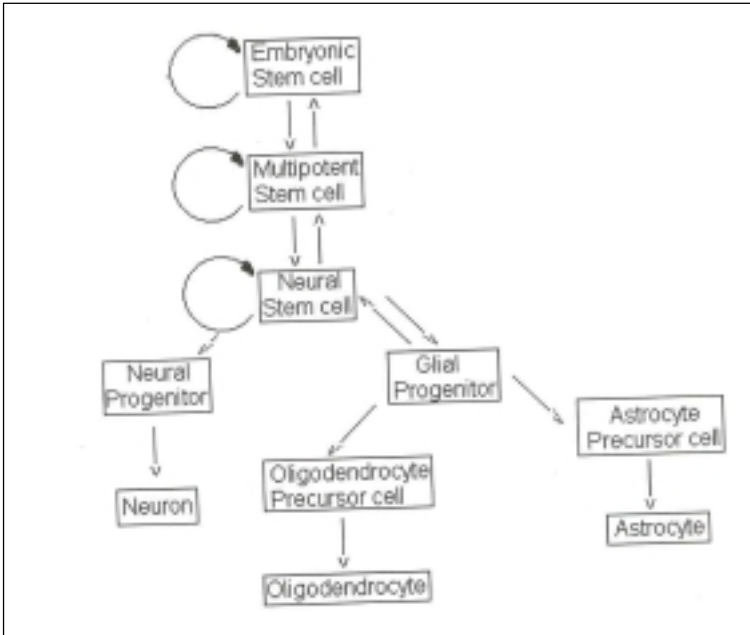 Embryonic
Stem cell
Multipotent
Stem cell
Neural
Stem cell
Neural
Progenitor
Glial
Progenitor
Astrocyte
Precursor cell
Oligodendrocyte
Precursor cell
Neuron
Astrocyte
Oligodendrocyte